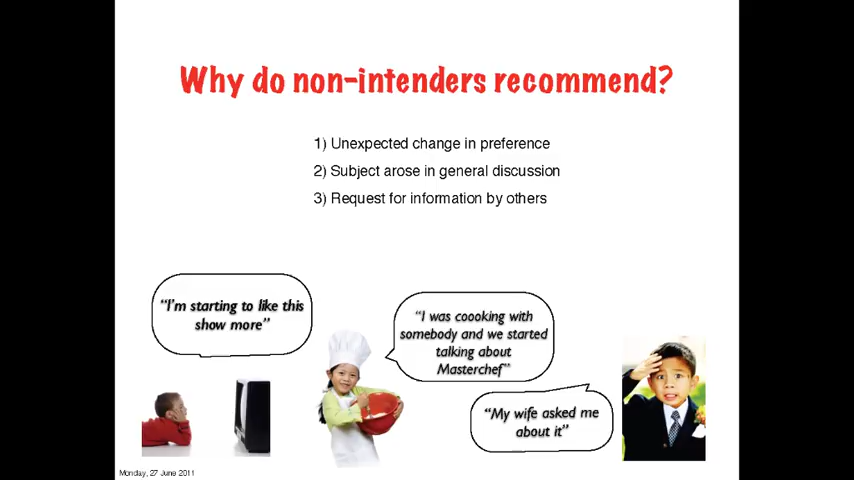 Why do non-intenders recommend?
1) Unexpected change in preference
2) Subject arose in general discussion
3) Request for information by others
“I'm starting to like this
show more”
“I was coooking with
somebody and we started
talking about
Masterchef”
“My wife asked me
about it”
Monday, 27 June 2011